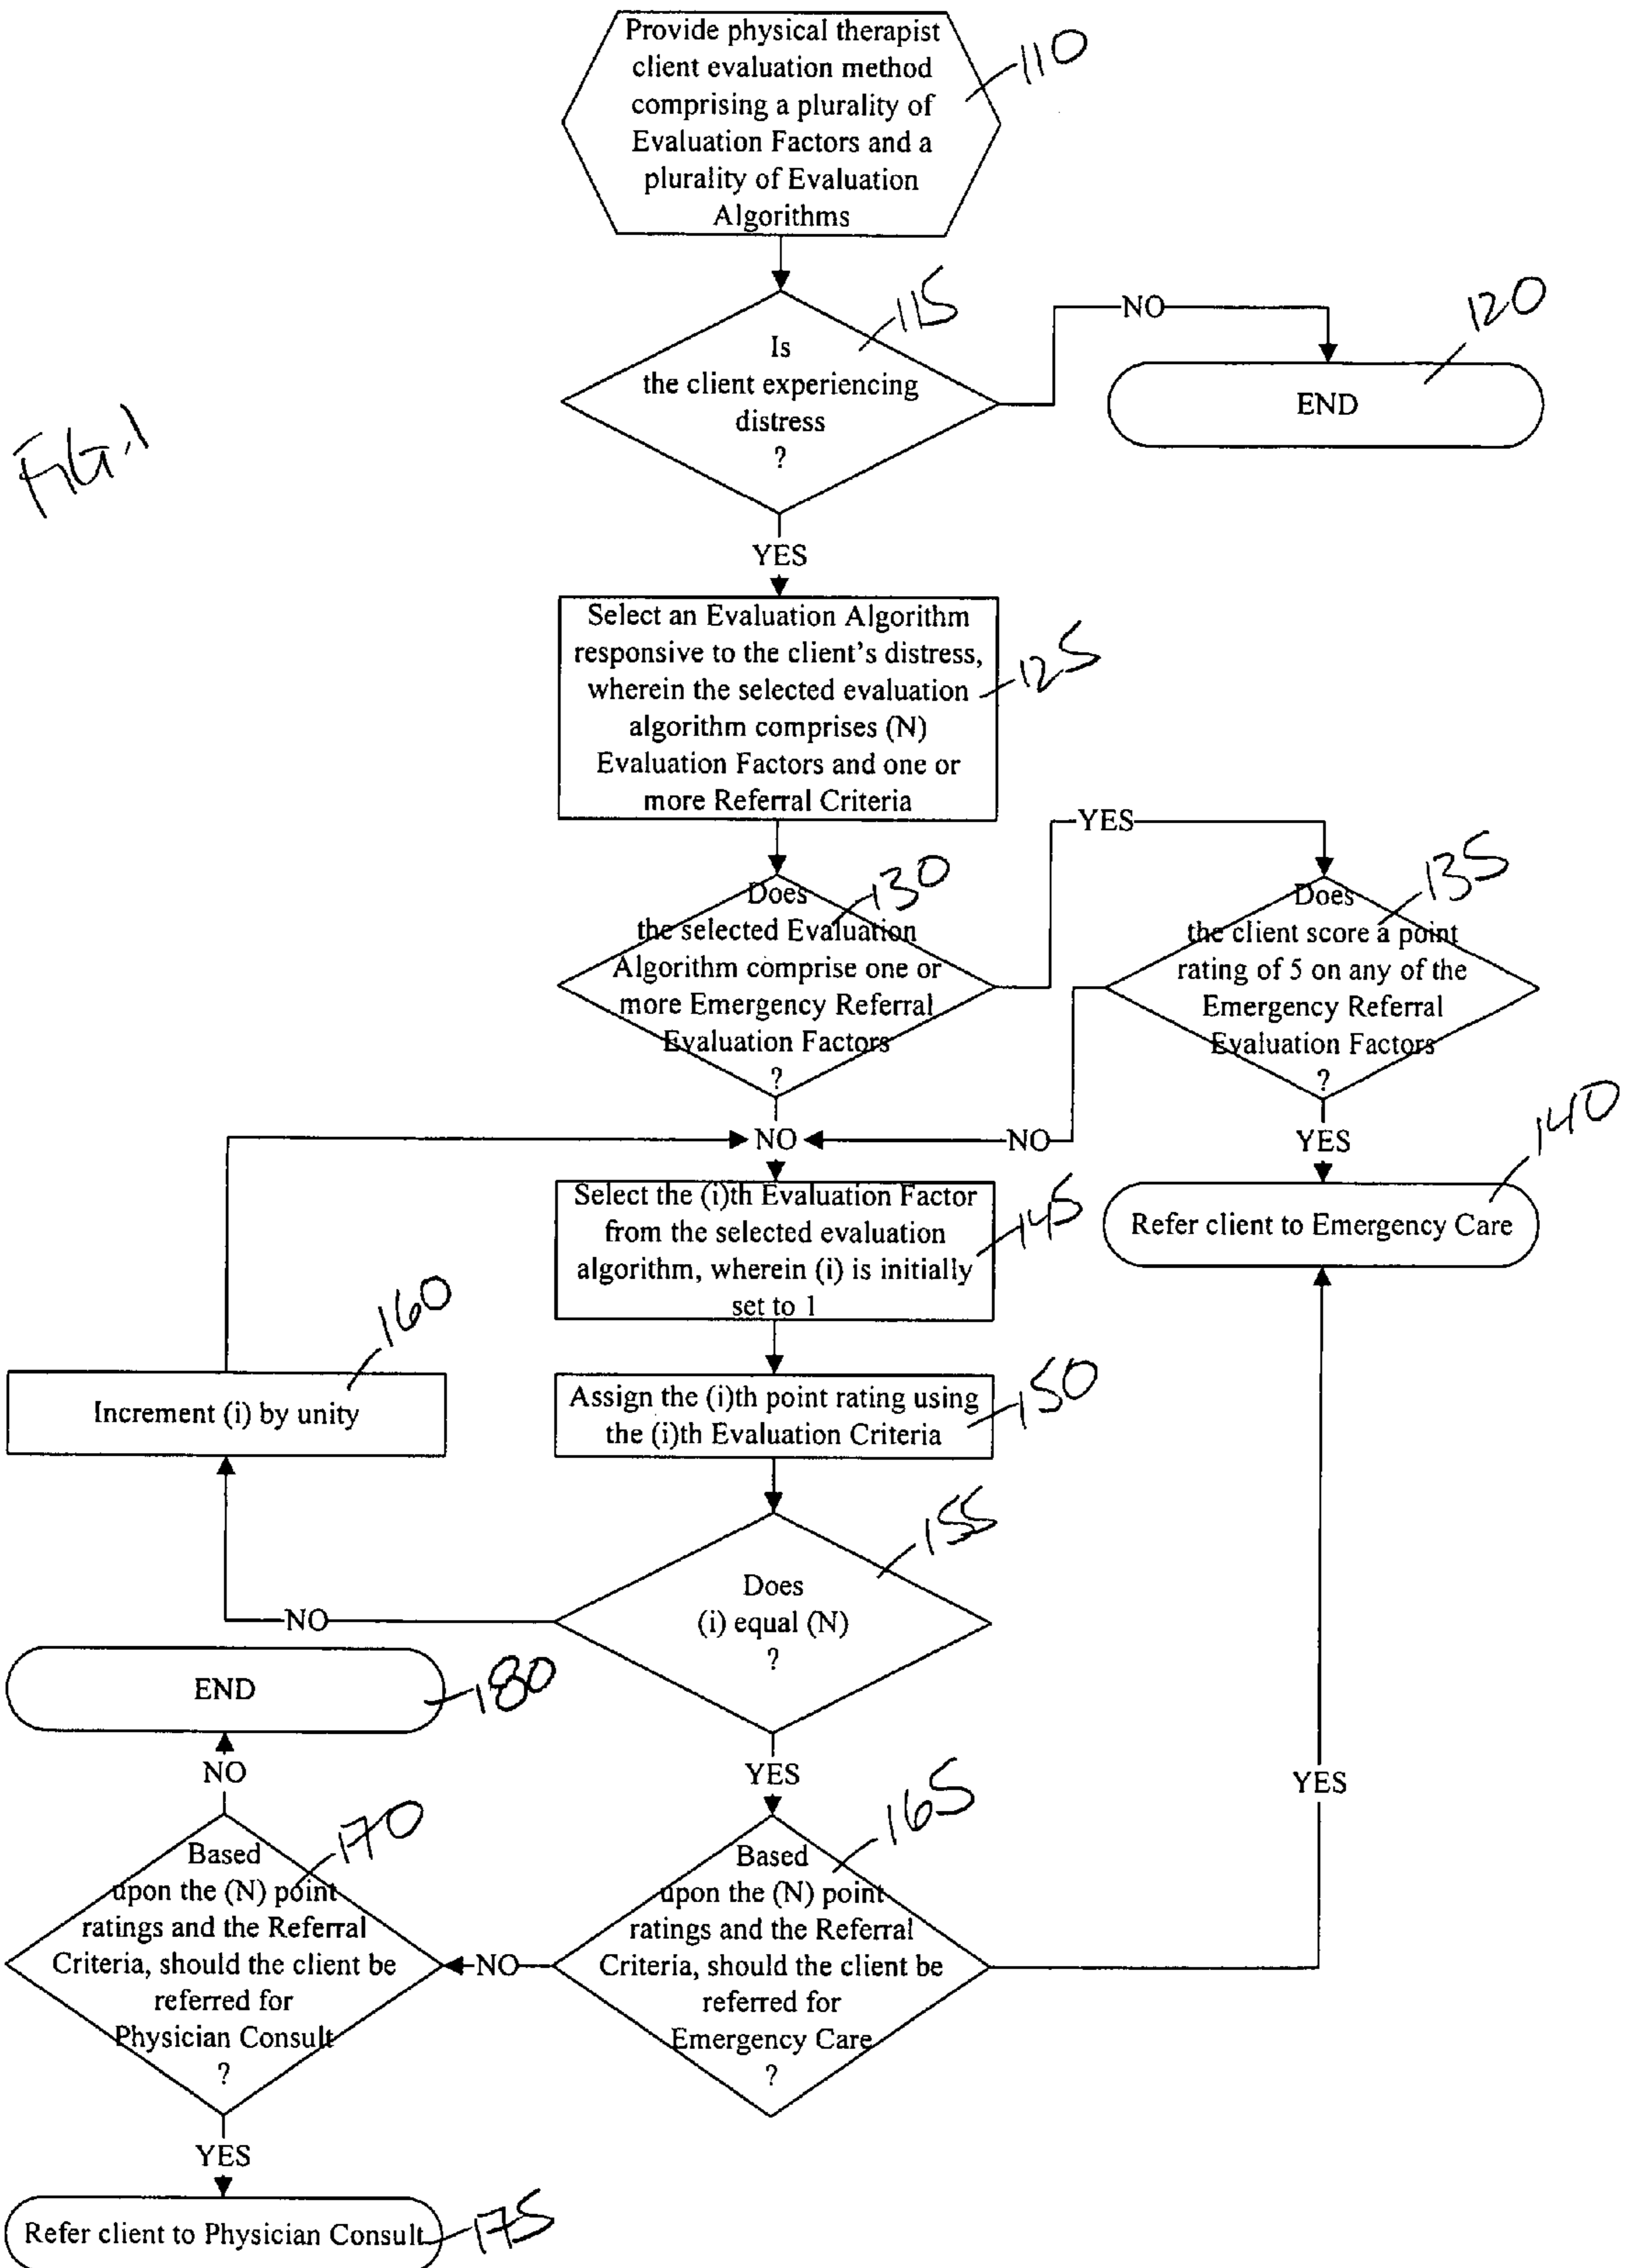 Provide physical therapist
client evaluation method
comprising a plurality of
Evaluation Factors and a
plurality of Evaluation
Algorithms
110
Is
the client experiencing
distress
?
115
NO
END
120
FIG. 1
YES
Select an Evaluation Algorithm
responsive to the client's distress,
wherein the selected evaluation
algorithm comprises (N)
Evaluation Factors and one or
more Referral Criteria
125
Does
the selected Evaluation
Algorithm comprise one or
more Emergency Referral
Evaluation Factors
?
130
YES
Does
the client score a point
rating of 5 on any of the
Emergency Referral
Evaluation Factors
?
135
NO
NO
YES
Refer client to Emergency Care
140
Select the (i)th Evaluation Factor
from the selected evaluation
algorithm, wherein (i) is initially
set to 1
145
Increment (i) by unity
160
Assign the (i)th point rating using
the (i)th Evaluation Criteria
150
Does
(i) equal (N)
?
155
NO
END
180
NO
YES
YES
Based
upon the (N) point
ratings and the Referral
Criteria, should the client be
referred for
Physician Consult
?
170
NO
Based
upon the (N) point
ratings and the Referral
Criteria, should the client be
referred for
Emergency Care
?
165
YES
Refer client to Physician Consult
175